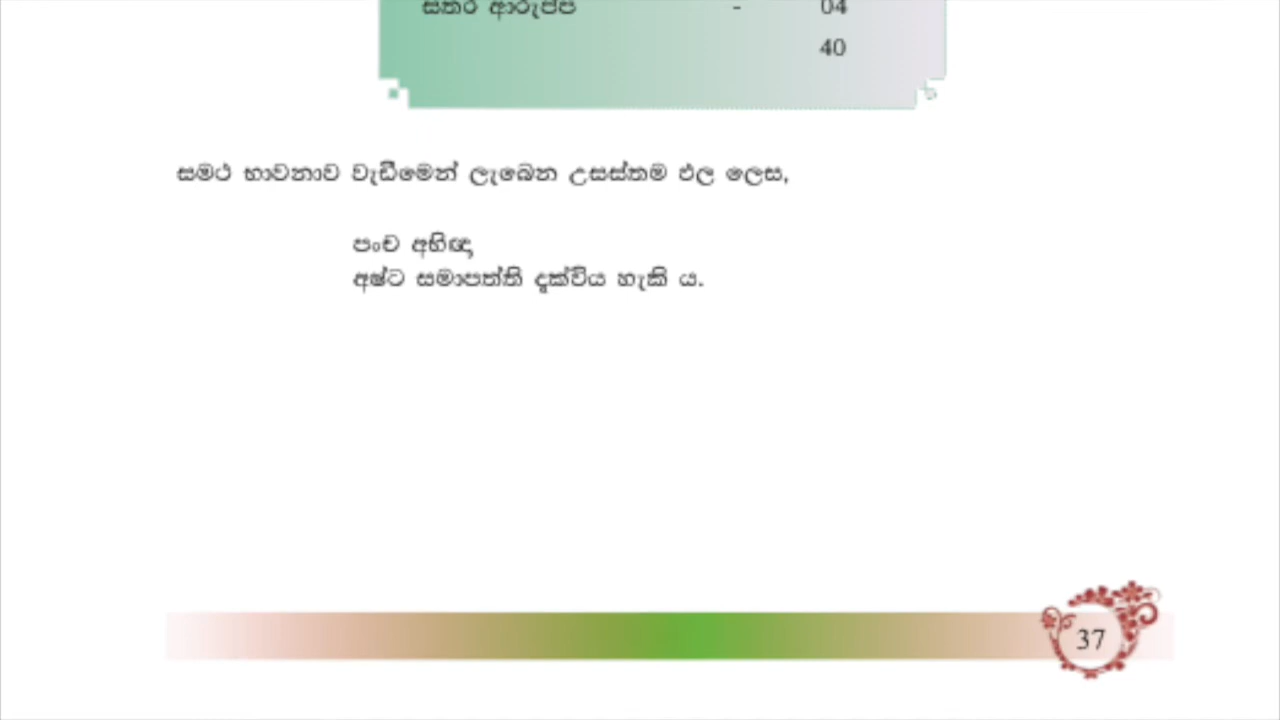 සතර ආරුප්ප - 04
40
සමථ භාවනාව වැඩීමෙන් ලැබෙන උසස්තම ඵල ලෙස,
පංච අභිඥා
අෂ්ට සමාපත්ති දැක්විය හැකි ය.
37